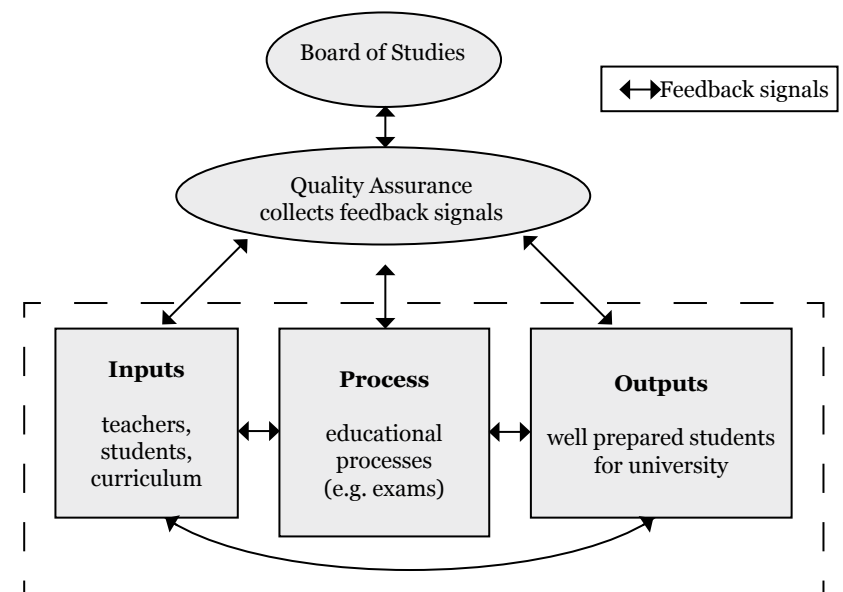 Board of Studies
Feedback signals
Quality Assurance
collects feedback signals
Inputs
teachers,
students,
curriculum
Process
educational
processes
(e.g. exams)
Outputs
well prepared students
for university